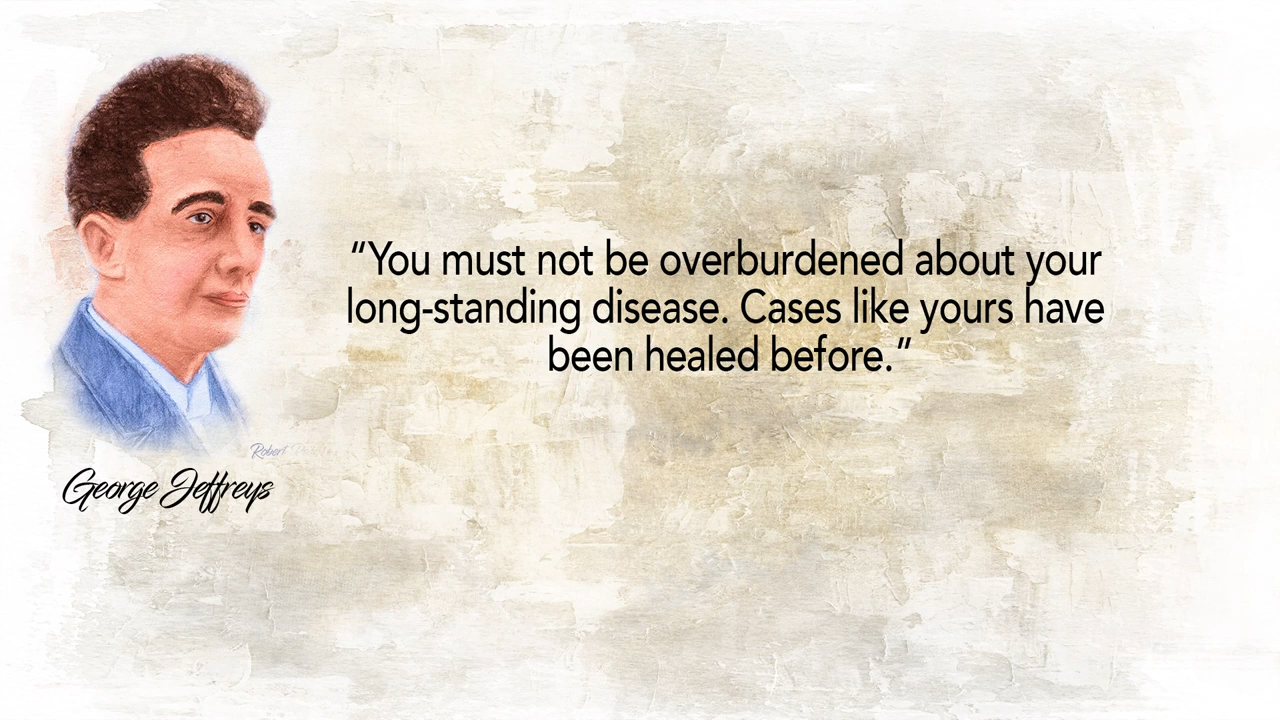 “You must not be overburdened about your
long-standing disease. Cases like yours have
been healed before.”
Robert
George Jeffreys